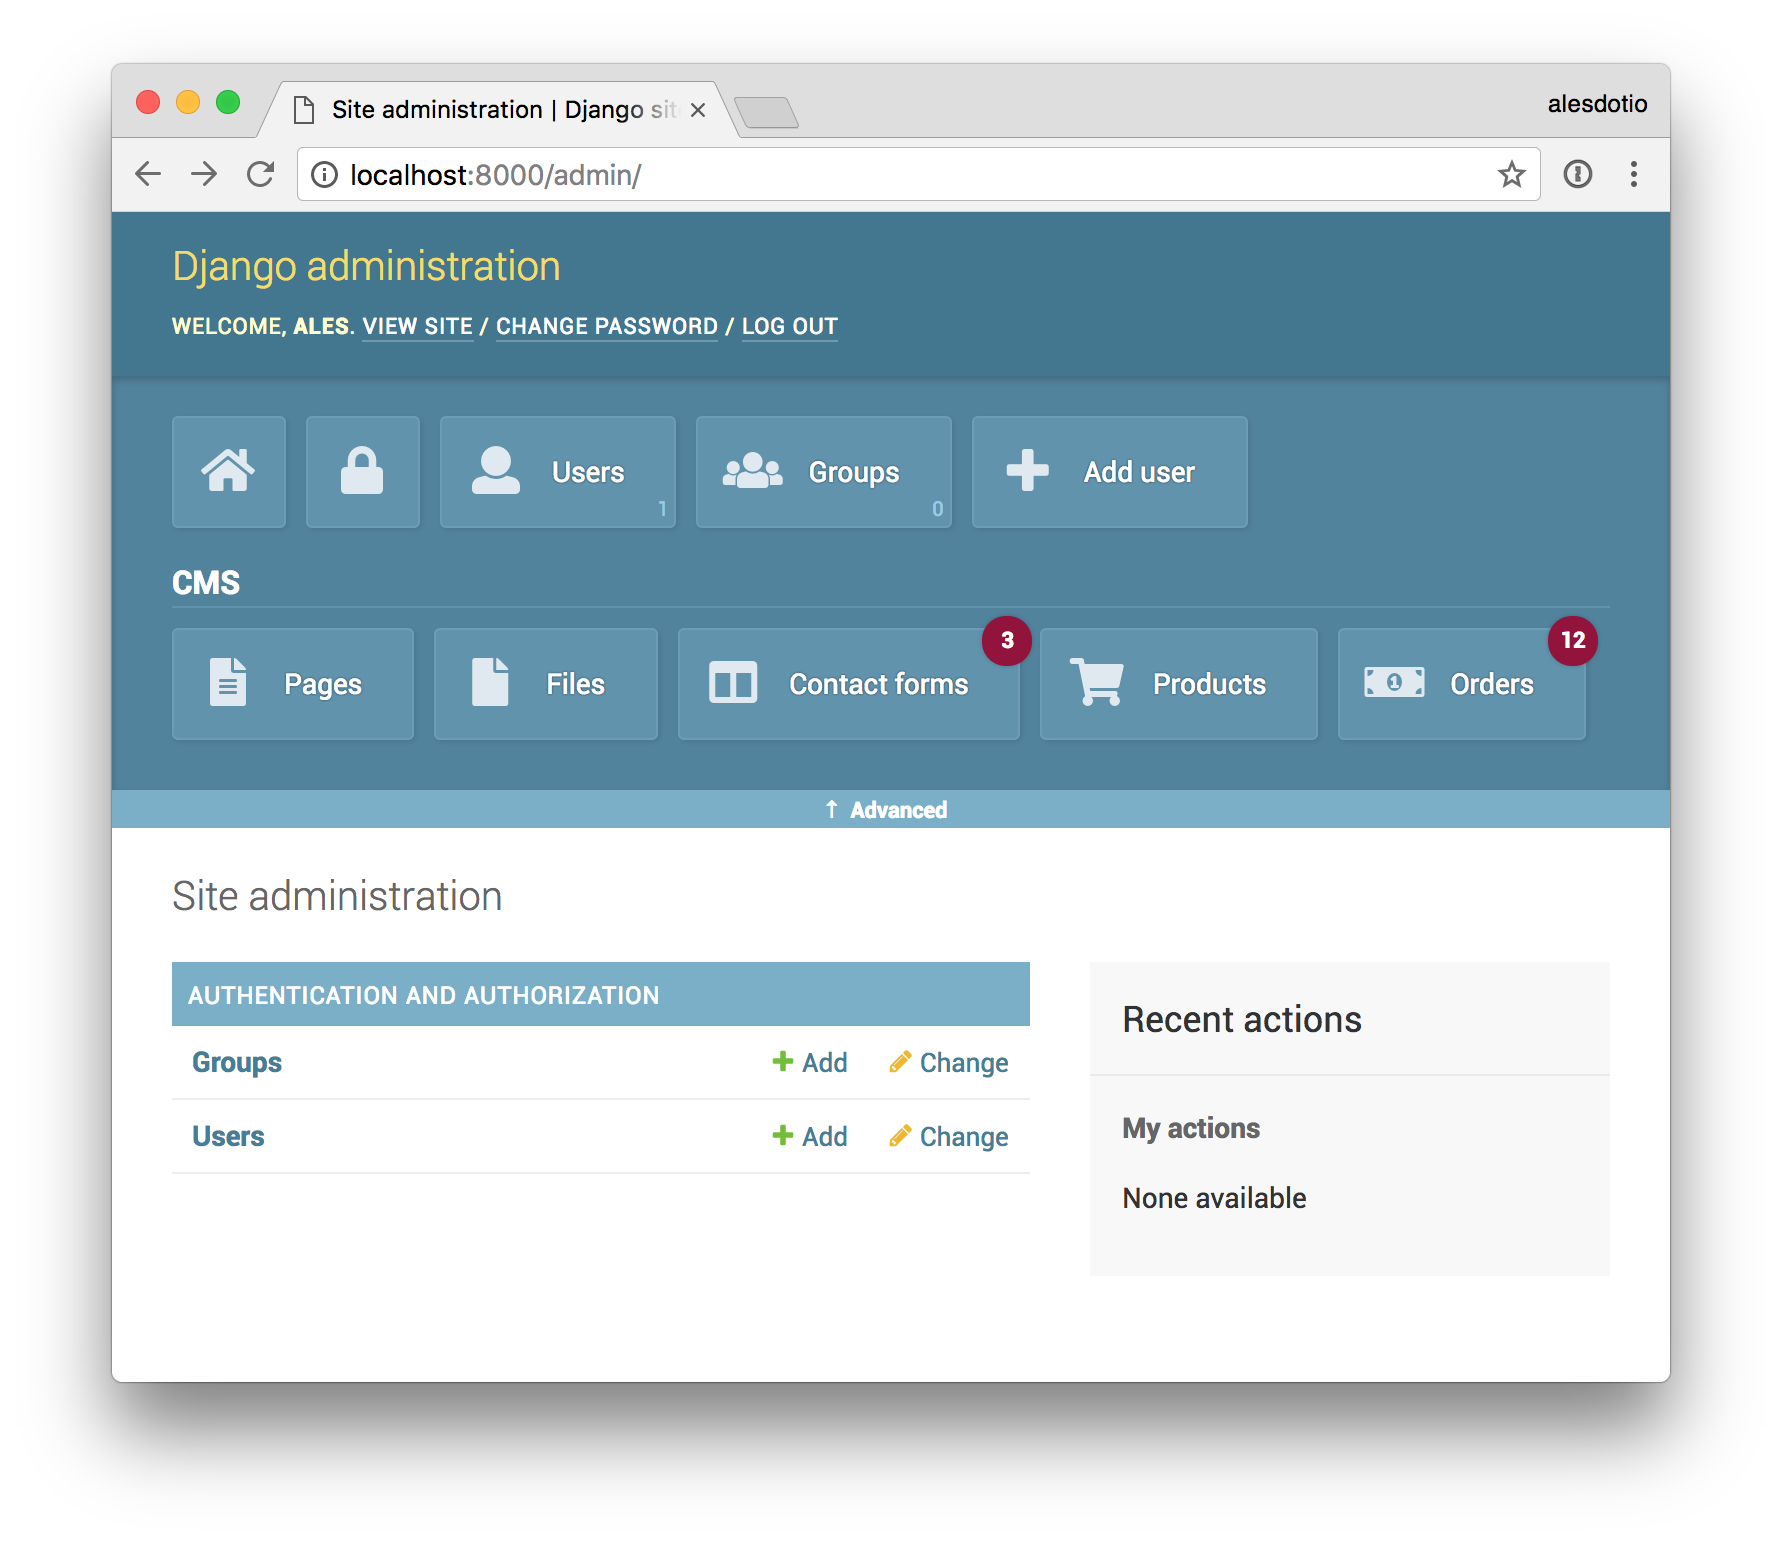 Site administration | Django sit
alesdotio
localhost:8000/admin/
Django administration
WELCOME, ALES. VIEW SITE / CHANGE PASSWORD / LOG OUT
Users
1
Groups
0
Add user
CMS
Pages
Files
Contact forms
3
Products
1
Orders
12
↑ Advanced
Site administration
AUTHENTICATION AND AUTHORIZATION
Groups
Add
Change
Users
Add
Change
Recent actions
My actions
None available